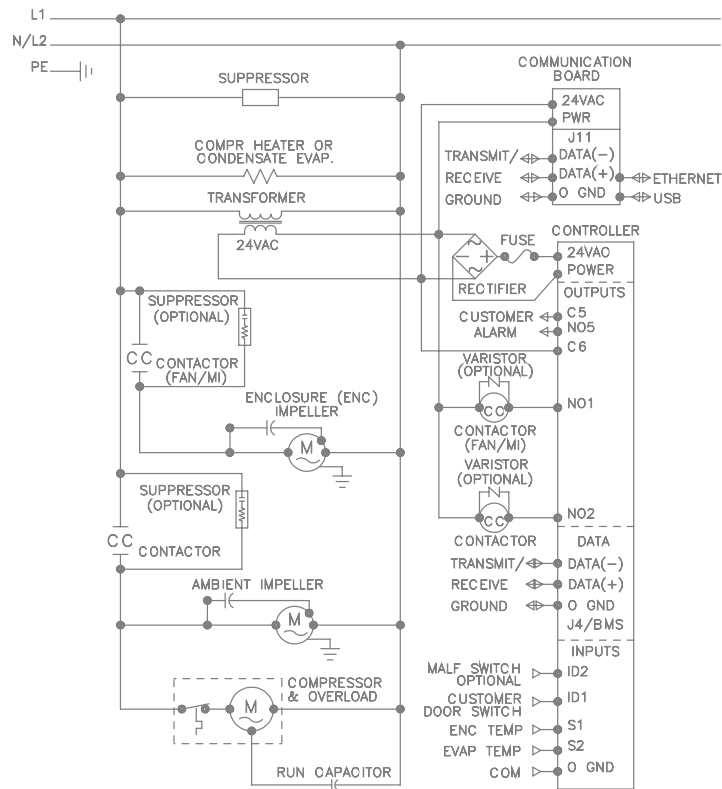 L1
N/L2
PE
SUPPRESSOR
COMPR HEATER OR
CONDENSATE EVAP.
TRANSFORMER
24VAC
SUPPRESSOR
(OPTIONAL)
CC
CONTACTOR
(FAN/MI)
ENCLOSURE (ENC)
IMPELLER
M
SUPPRESSOR
(OPTIONAL)
CC
CONTACTOR
AMBIENT IMPELLER
M
COMPRESSOR
& OVERLOAD
M
RUN CAPACITOR
COMMUNICATION
BOARD
24VAC
PWR
J11
TRANSMIT/ DATA(-)
RECEIVE DATA(+) ETHERNET
GROUND O GND USB
FUSE
RECTIFIER
CONTROLLER
24VAC
POWER
OUTPUTS
CUSTOMER C5
ALARM NO5
C6
VARISTOR
(OPTIONAL)
CC NO1
CONTACTOR
(FAN/MI)
VARISTOR
(OPTIONAL)
CC NO2
CONTACTOR
DATA
TRANSMIT/ DATA(-)
RECEIVE DATA(+)
GROUND O GND
J4/BMS
INPUTS
MALF SWITCH
OPTIONAL ID2
CUSTOMER
DOOR SWITCH ID1
ENC TEMP S1
EVAP TEMP S2
COM O GND